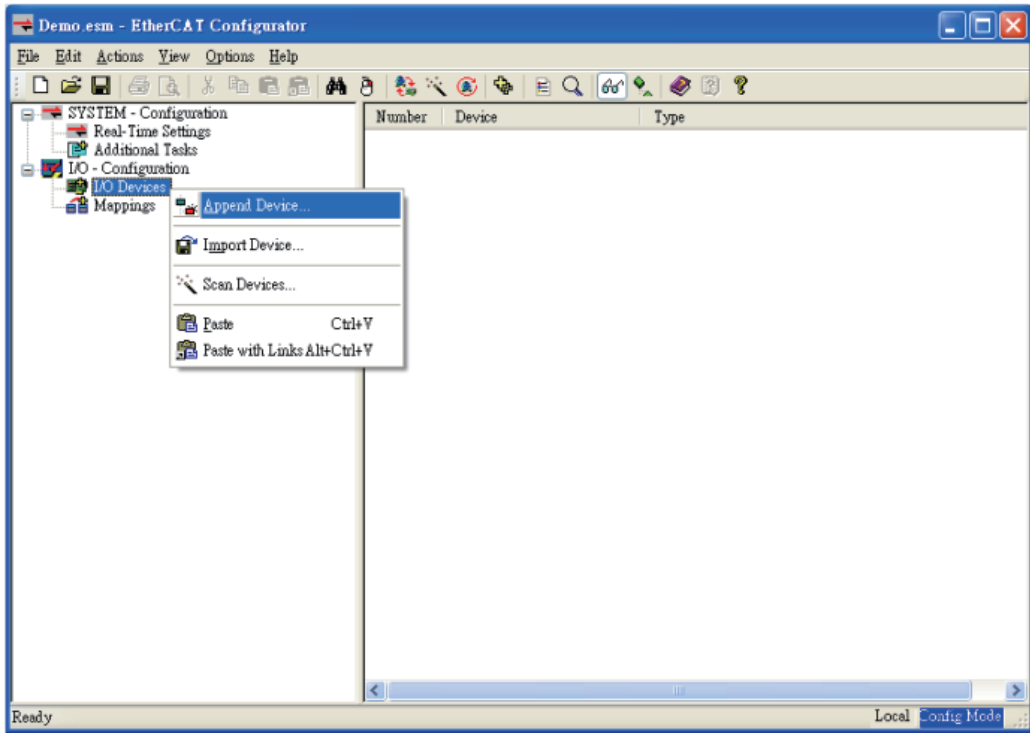 Demo.esm - EtherCAT Configurator
File Edit Actions View Options Help
SYSTEM - Configuration
Real-Time Settings
Additional Tasks
I/O - Configuration
I/O Devices
Mappings
Append Device...
Import Device...
Scan Devices...
Paste Ctrl+V
Paste with Links Alt+Ctrl+V
Number Device Type
Ready Local Config Mode